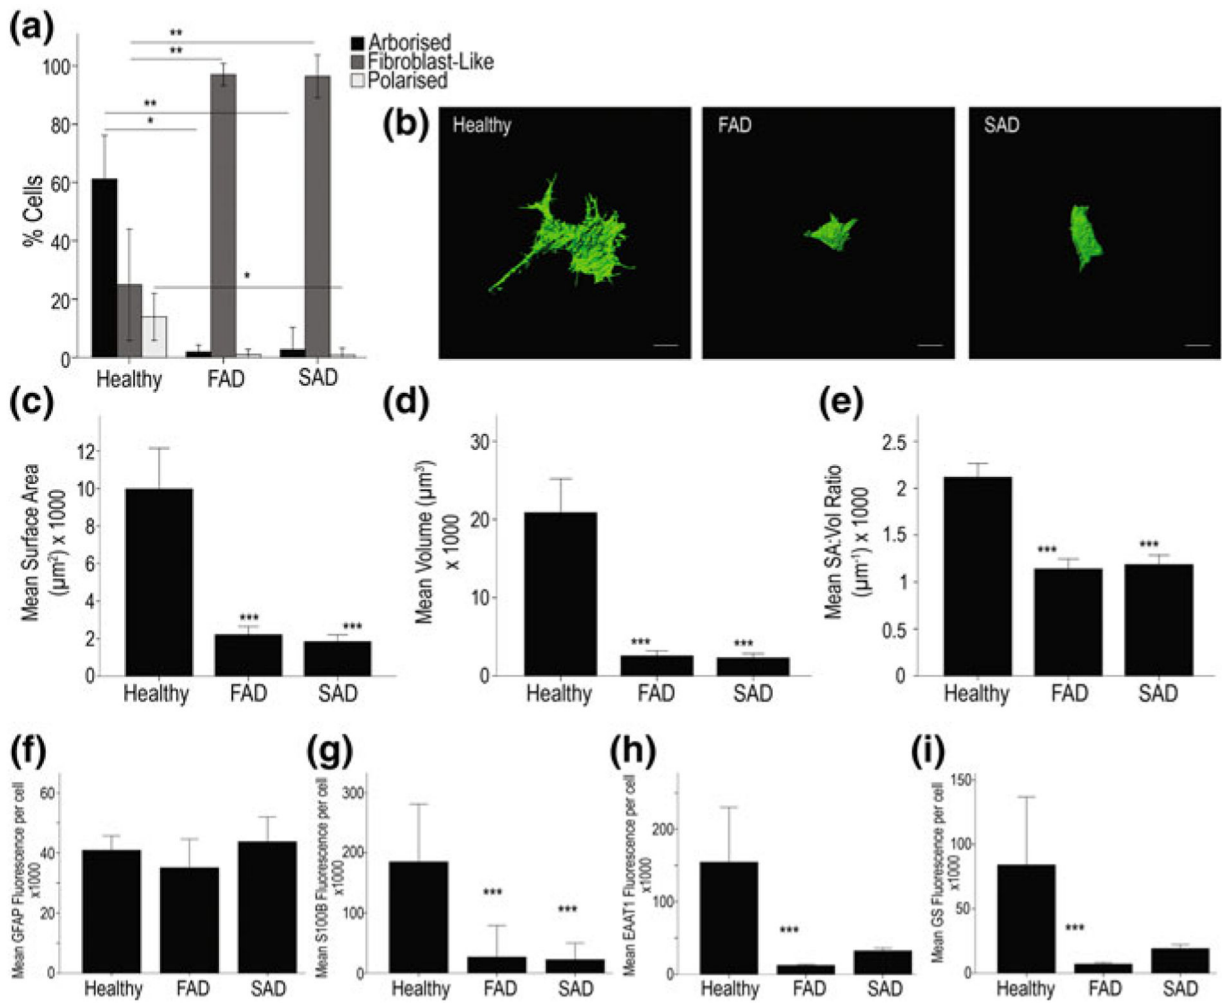 (a)
**
**
**
*
*
Arborised
Fibroblast-Like
Polarised
% Cells
100
80
60
40
20
0
Healthy
FAD
SAD
(b)
Healthy
FAD
SAD
(c)
Mean Surface Area
(µm²) x 1000
12
10
8
6
4
2
0
***
***
Healthy
FAD
SAD
(d)
Mean Volume (µm³)
x 1000
30
20
10
0
***
***
Healthy
FAD
SAD
(e)
Mean SA:Vol Ratio
(µm⁻¹) x 1000
2.5
2
1.5
1
0.5
0
***
***
Healthy
FAD
SAD
(f)
Mean GFAP Fluorescence per cell
x1000
60
40
20
0
Healthy
FAD
SAD
(g)
Mean S100B Fluorescence per cell
x1000
300
200
100
0
***
***
Healthy
FAD
SAD
(h)
Mean EAAT1 Fluorescence per cell
x1000
200
100
0
***
Healthy
FAD
SAD
(i)
Mean GS Fluorescence per cell
x1000
150
100
50
0
***
Healthy
FAD
SAD